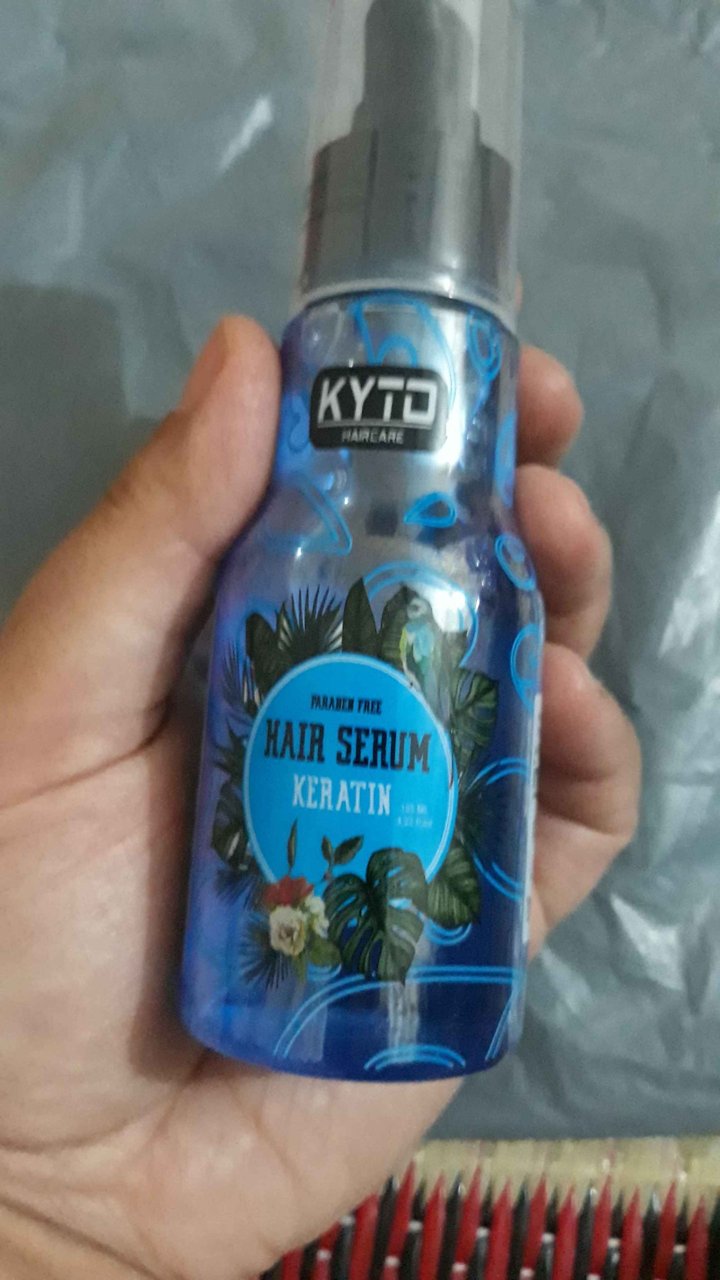 KYTO
HAIRCARE
PARABEN FREE
HAIR SERUM
KERATIN